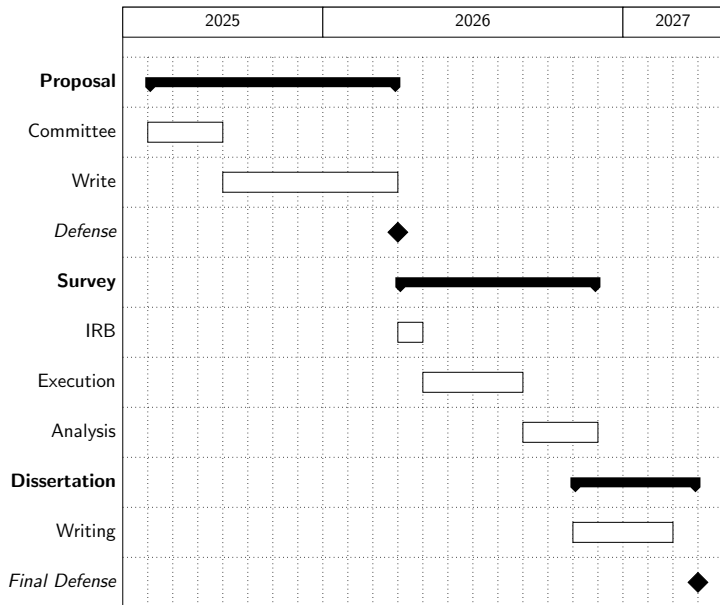 2025 2026 2027
Proposal
Committee
Write
Defense
Survey
IRB
Execution
Analysis
Dissertation
Writing
Final Defense